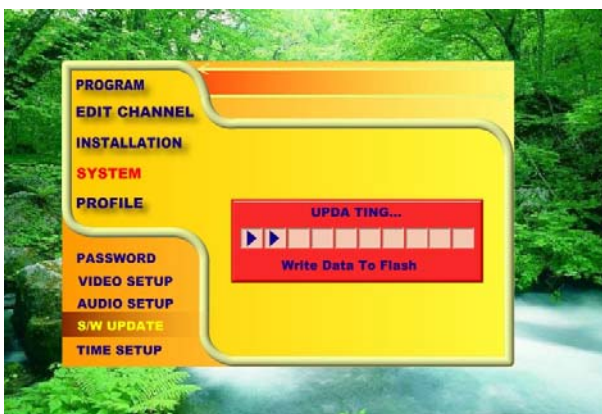 PROGRAM
EDIT CHANNEL
INSTALLATION
SYSTEM
PROFILE
PASSWORD
VIDEO SETUP
AUDIO SETUP
S/W UPDATE
TIME SETUP
UPDA TING...
Write Data To Flash